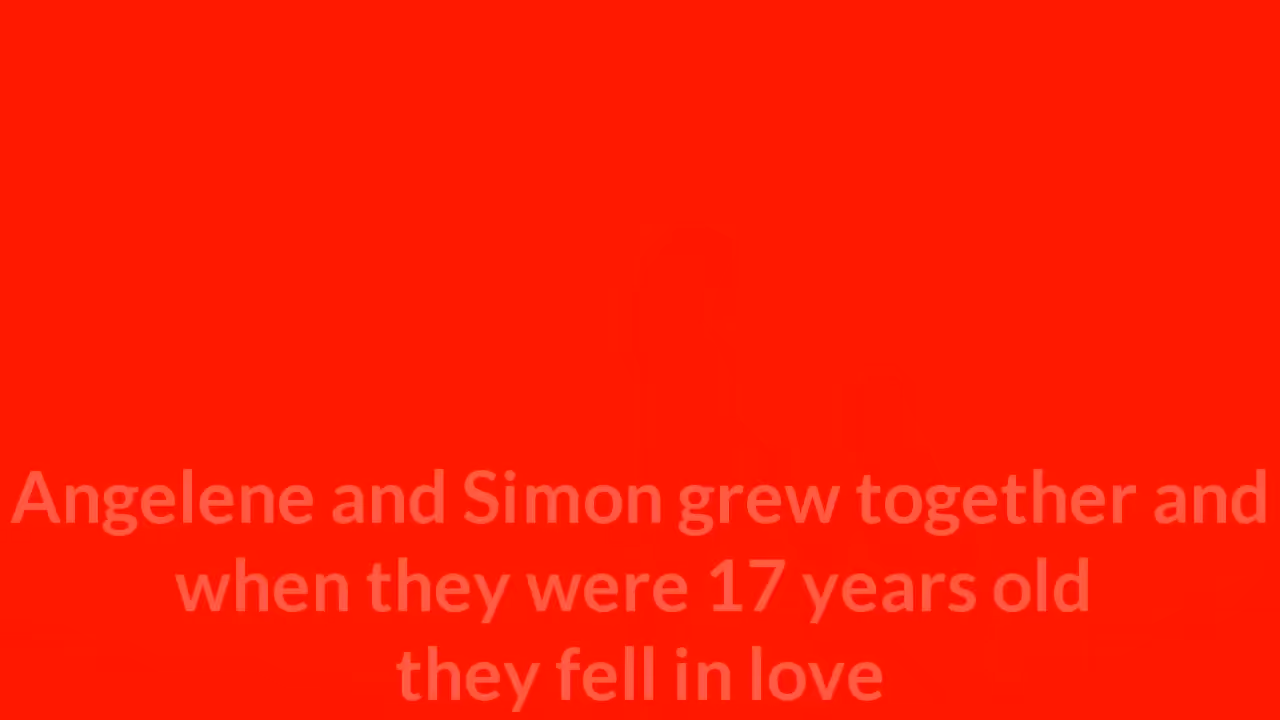 Angelene and Simon grew together and
when they were 17 years old
they fell in love